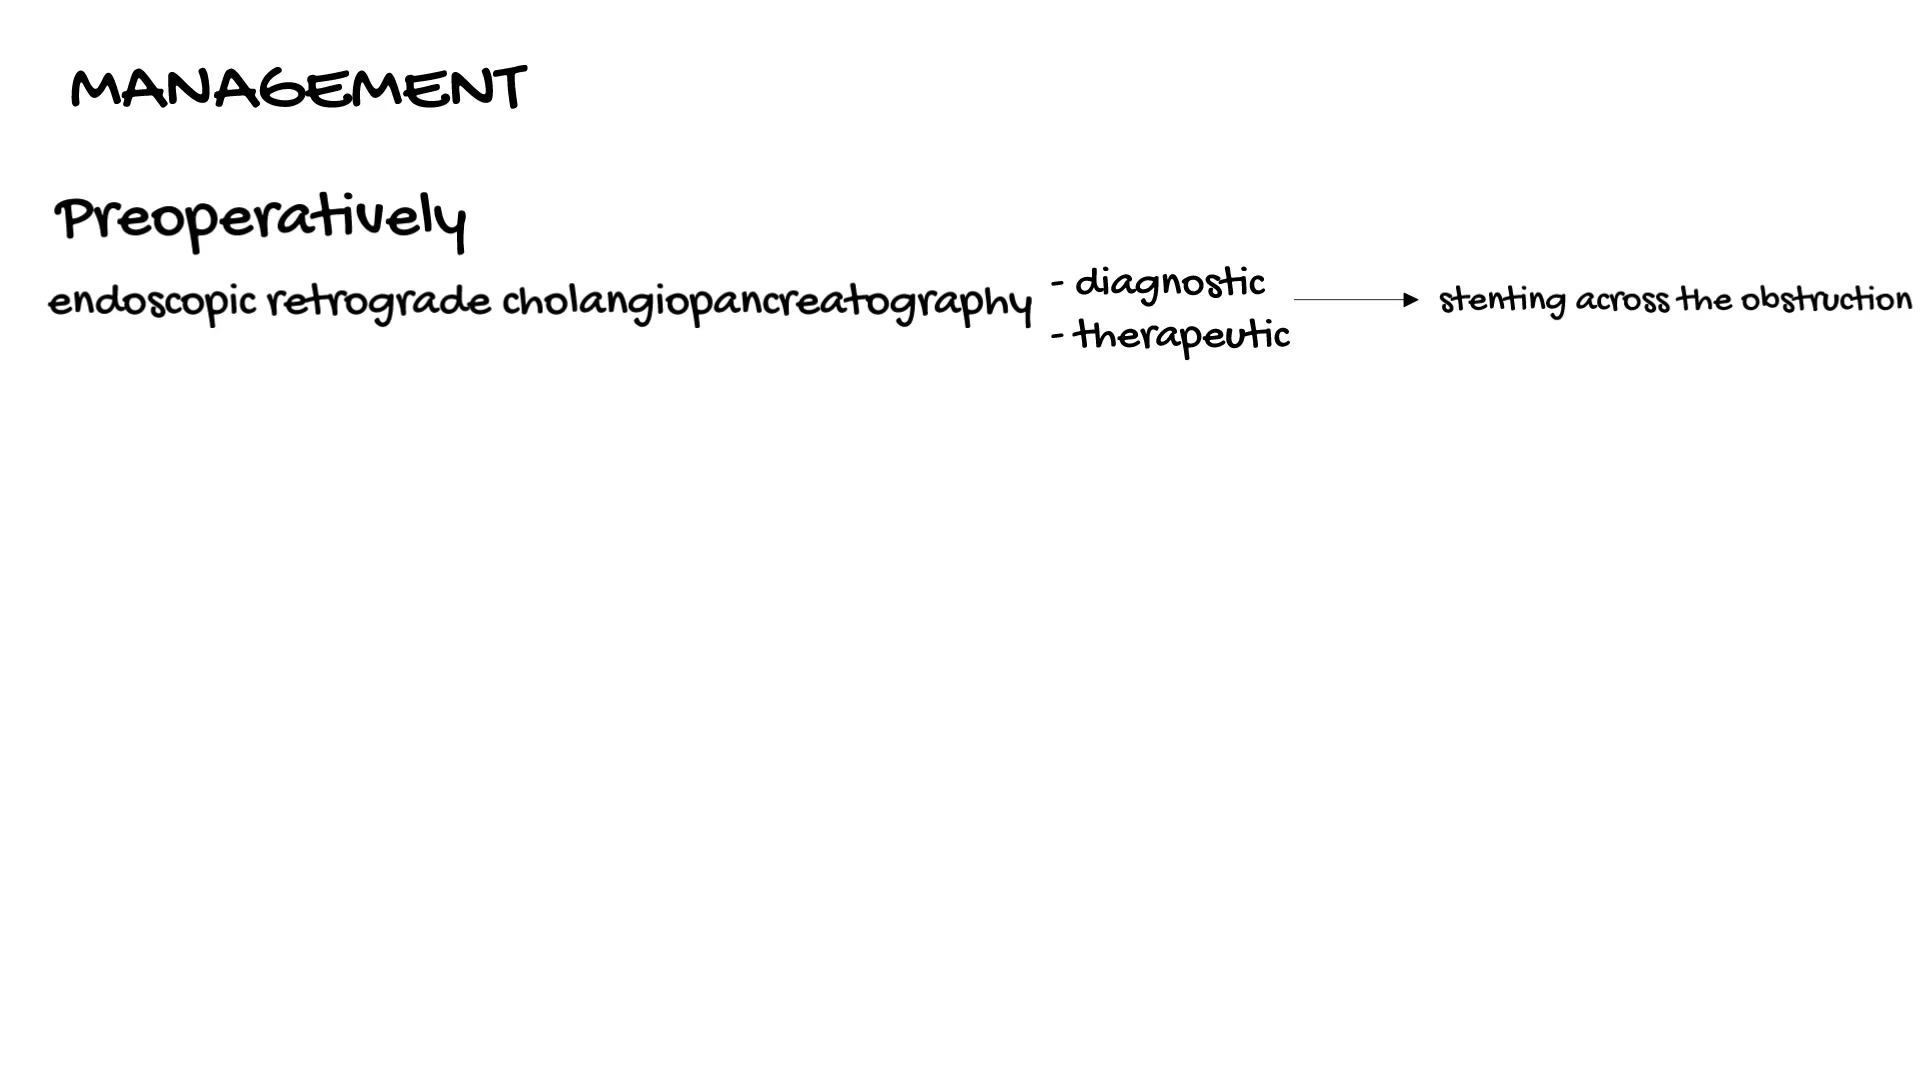 MANAGEMENT
Preoperatively
endoscopic retrograde cholangiopancreatography
- diagnostic
- therapeutic
stenting across the obstruction